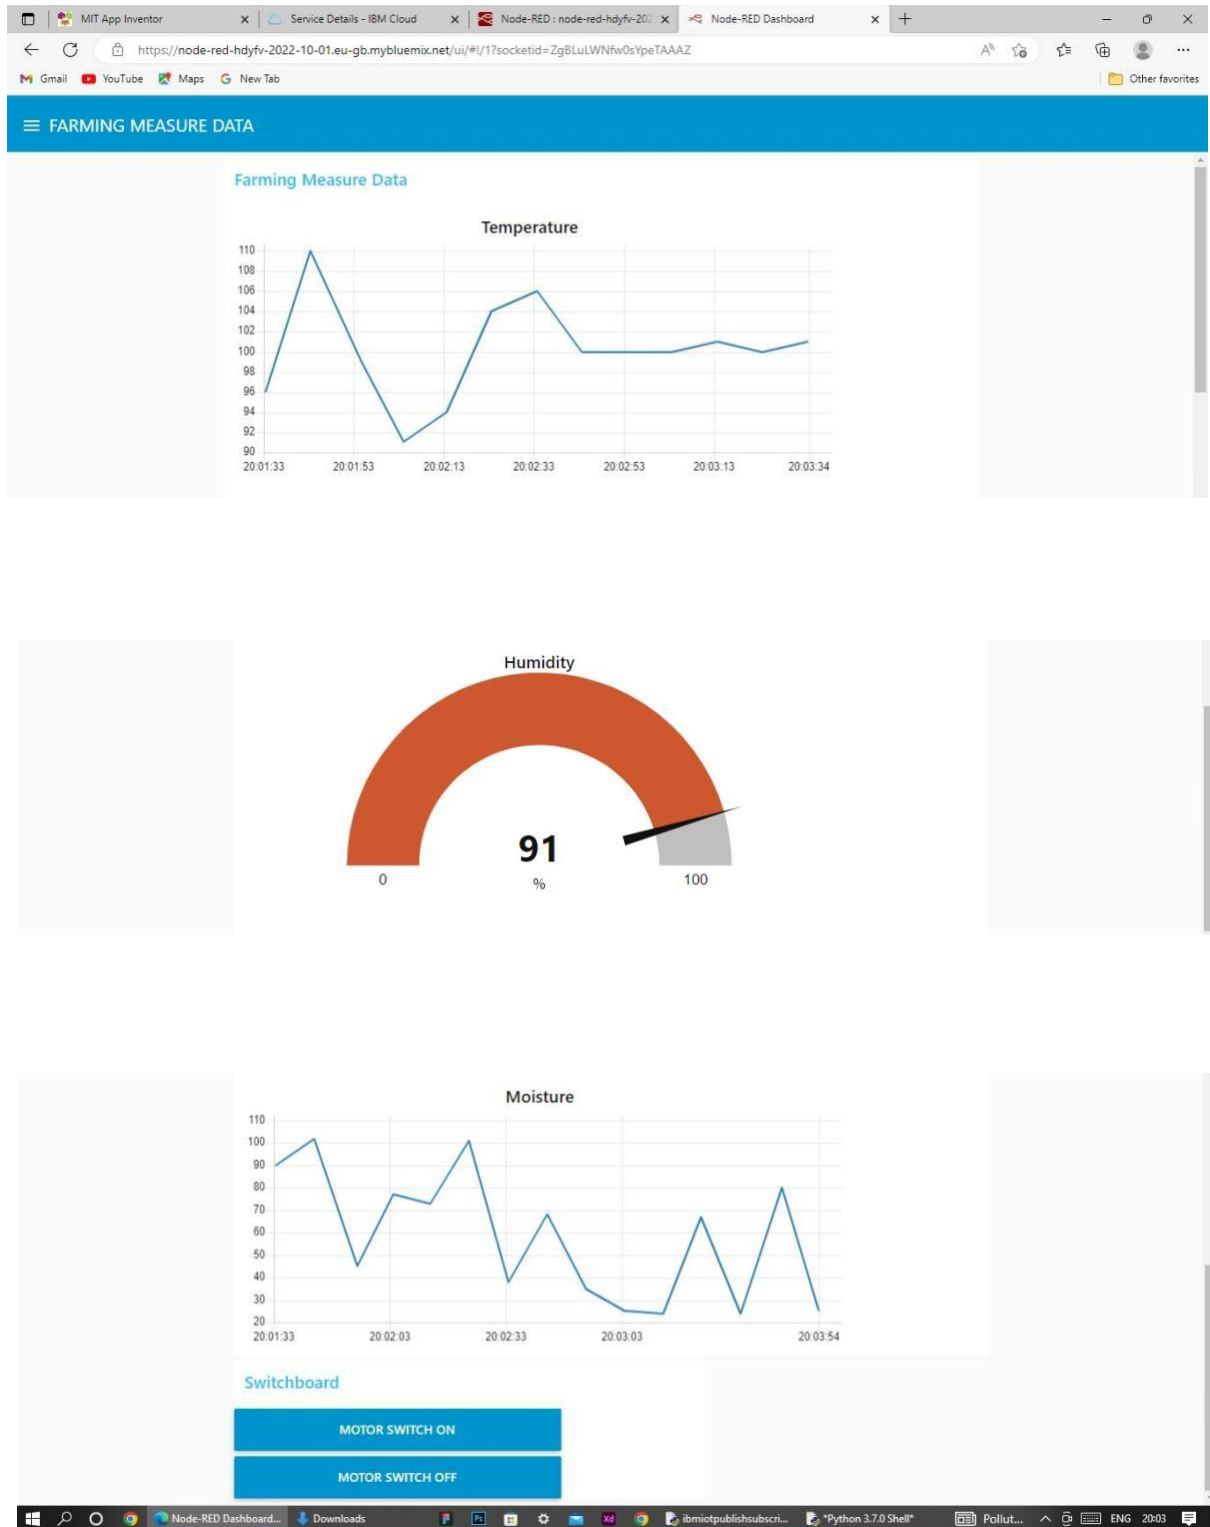 MIT App Inventor
Service Details - IBM Cloud
Node-RED : node-red-hdyfv-202
Node-RED Dashboard
https://node-red-hdyfv-2022-10-01.eu-gb.mybluemix.net/ui/#!/1?socketid=ZgBLuLWNfw0sYpeTAAAZ
Gmail YouTube Maps New Tab Other favorites
FARMING MEASURE DATA
Farming Measure Data
Temperature
110
108
106
104
102
100
98
96
94
92
90
20:01:33 20:01:53 20:02:13 20:02:33 20:02:53 20:03:13 20:03:34
Humidity
91
0 % 100
Moisture
110
100
90
80
70
60
50
40
30
20
20:01:33 20:02:03 20:02:33 20:03:03 20:03:54
Switchboard
MOTOR SWITCH ON
MOTOR SWITCH OFF
Node-RED Dashboard... Downloads Ps Xd ibmiotpublishsubscri... *Python 3.7.0 Shell* Pollut... ENG 20:03